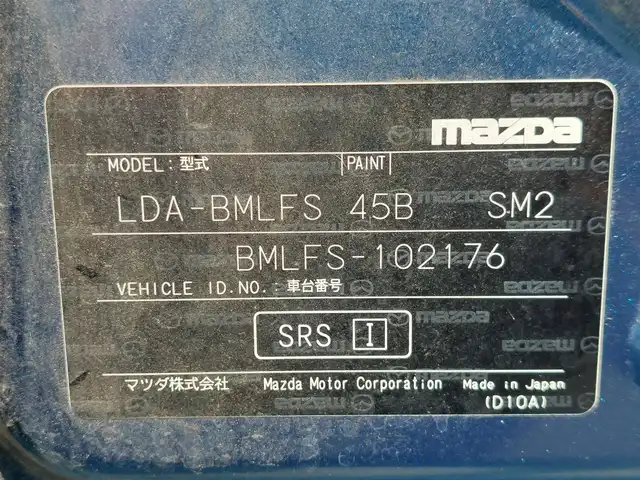 mazda
MODEL: 型式 PAINT
LDA-BMLFS 45B SM2
BMLFS-102176
VEHICLE ID.NO.: 車台番号
SRS I
マツダ株式会社 Mazda Motor Corporation Made in Japan
(D10A)